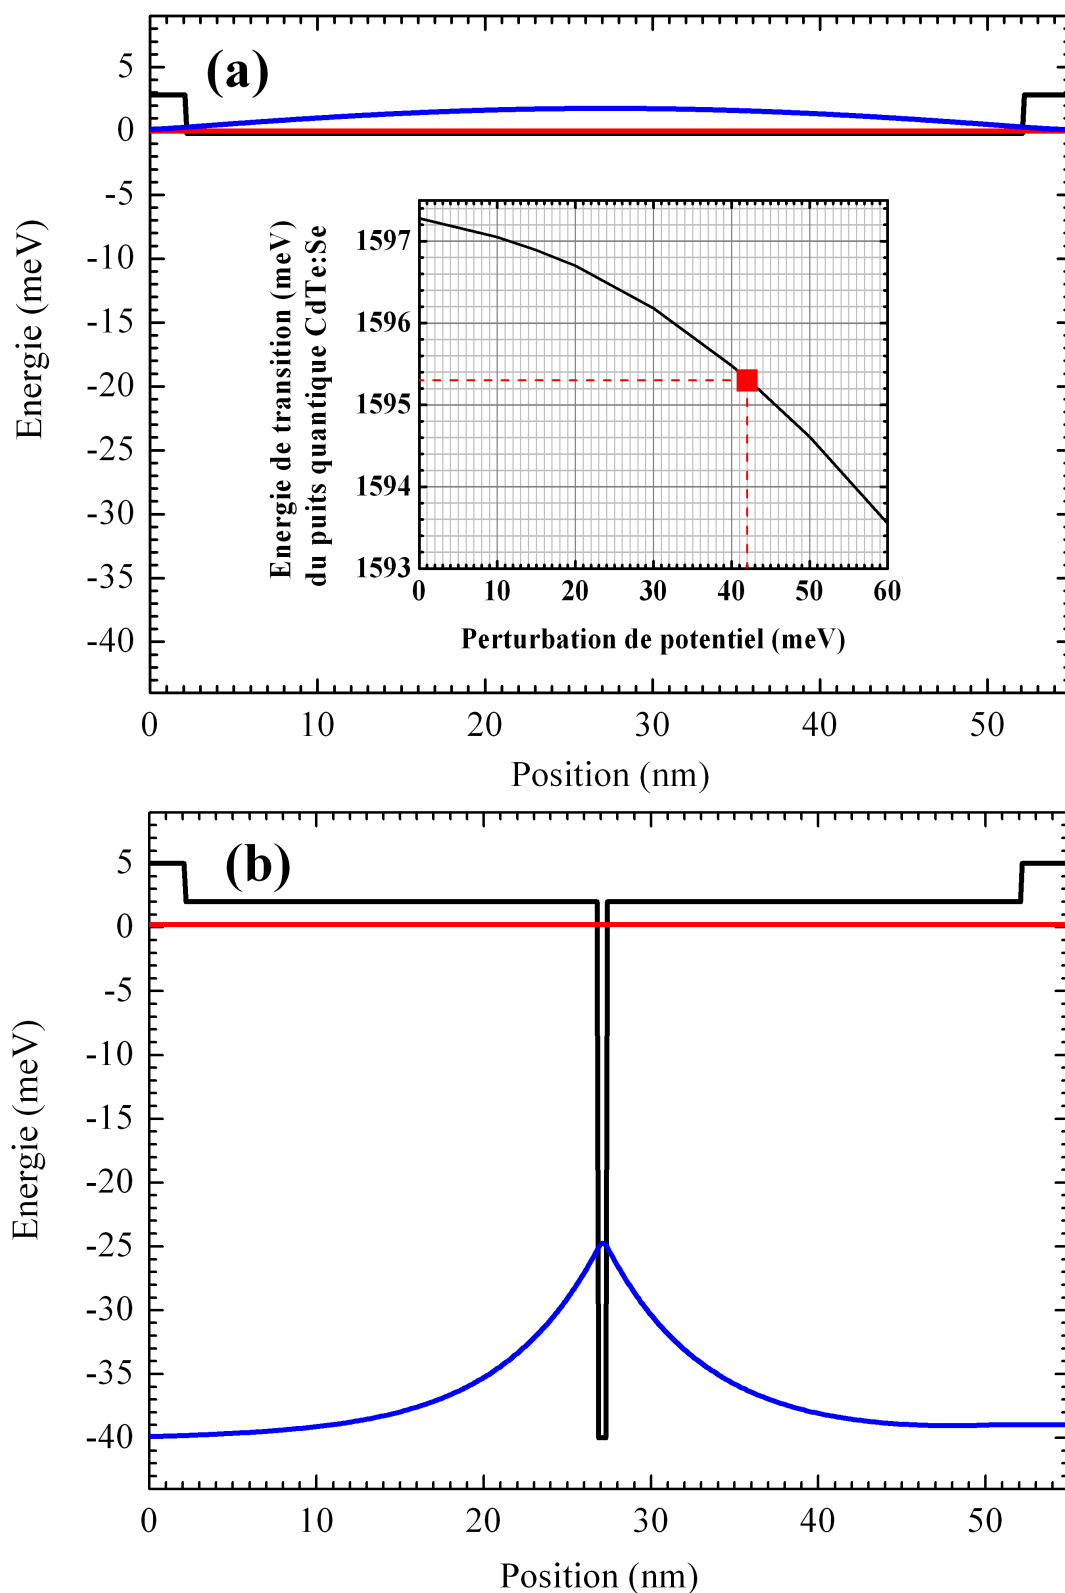 (a)
5
0
-5
-10
-15
-20
-25
-30
-35
-40
Energie (meV)
0 10 20 30 40 50
Position (nm)
Energie de transition (meV)
du puits quantique CdTe:Se
1597
1596
1595
1594
1593
0 10 20 30 40 50 60
Perturbation de potentiel (meV)
(b)
5
0
-5
-10
-15
-20
-25
-30
-35
-40
Energie (meV)
0 10 20 30 40 50
Position (nm)